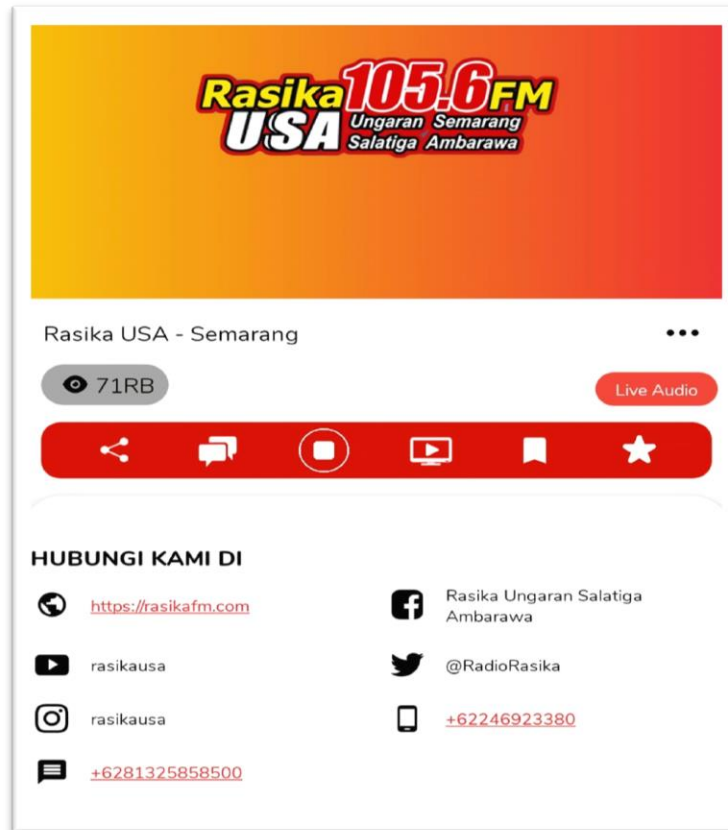 Rasika 105.6 FM
USA Ungaran Semarang
Salatiga Ambarawa
Rasika USA - Semarang
71RB
Live Audio
HUBUNGI KAMI DI
https://rasikafm.com
Rasika Ungaran Salatiga
Ambarawa
rasikausa
@RadioRasika
rasikausa
+62246923380
+6281325858500